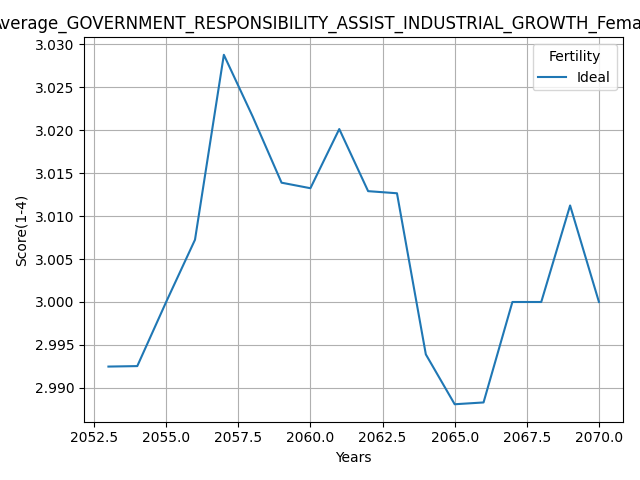 Average_GOVERNMENT_RESPONSIBILITY_ASSIST_INDUSTRIAL_GROWTH_Fema
3.030
3.025
3.020
3.015
3.010
3.005
3.000
2.995
2.990
Score(1-4)
Fertility
Ideal
2052.5 2055.0 2057.5 2060.0 2062.5 2065.0 2067.5 2070.0
Years